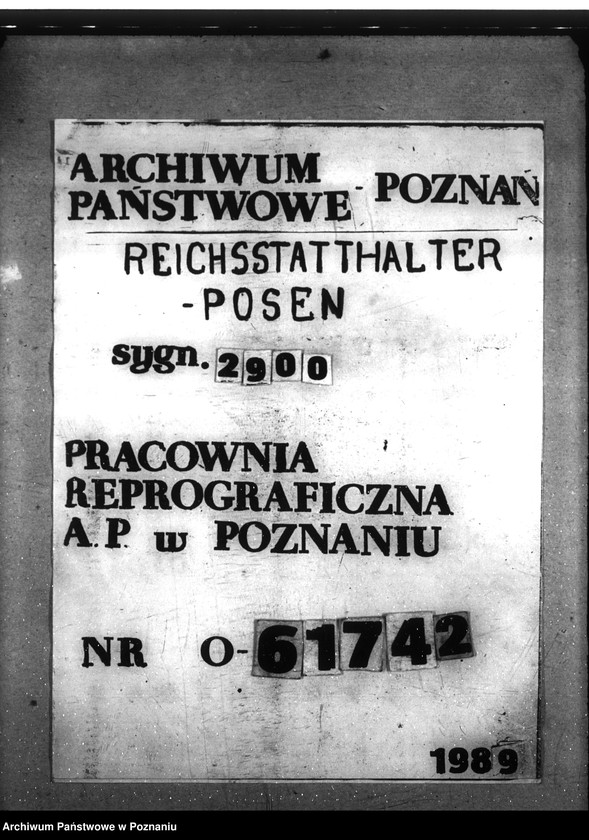 ARCHIWUM
PAŃSTWOWE - POZNAŃ
REICHSSTATTHALTER
-POSEN
sygn. 2900
PRACOWNIA
REPROGRAFICZNA
A.P. w POZNANIU
NR O-61742
1989
Archiwum Państwowe w Poznaniu